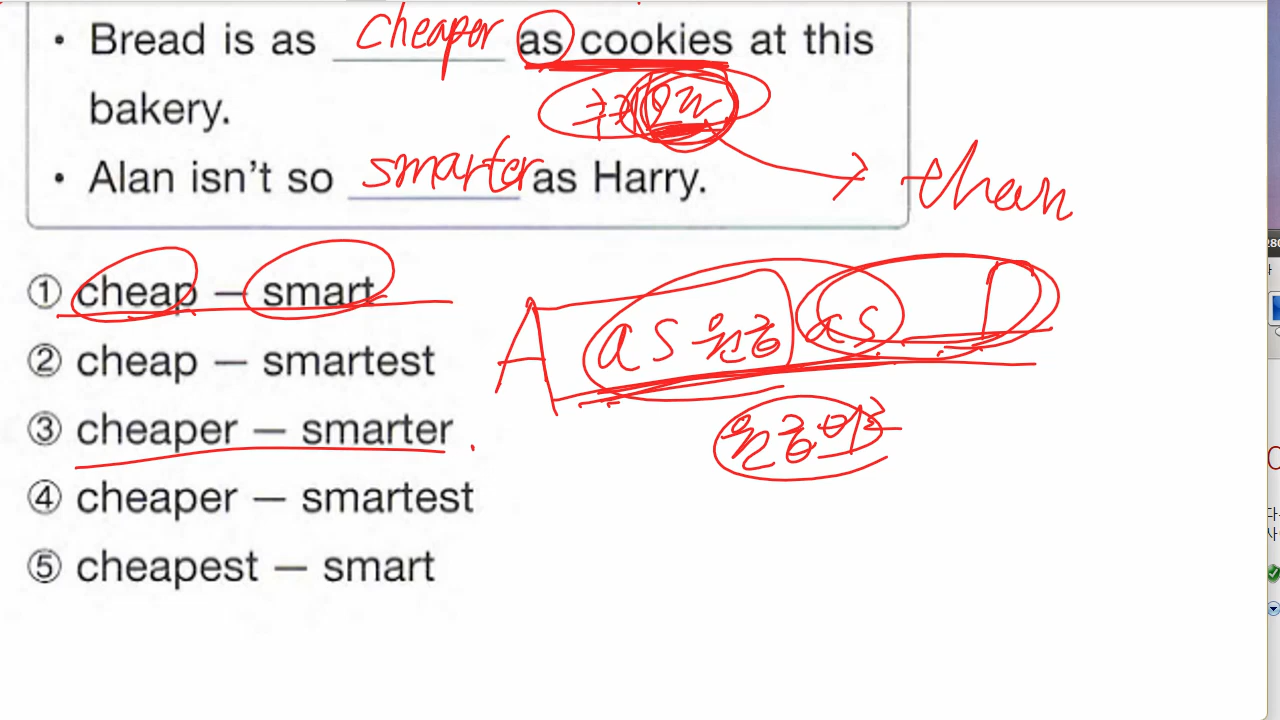 • Bread is as cheaper as cookies at this
bakery.
• Alan isn't so smarter as Harry.
than
① cheap — smart
② cheap — smartest
③ cheaper — smarter
④ cheaper — smartest
⑤ cheapest — smart
A as 원급 as
원급비교